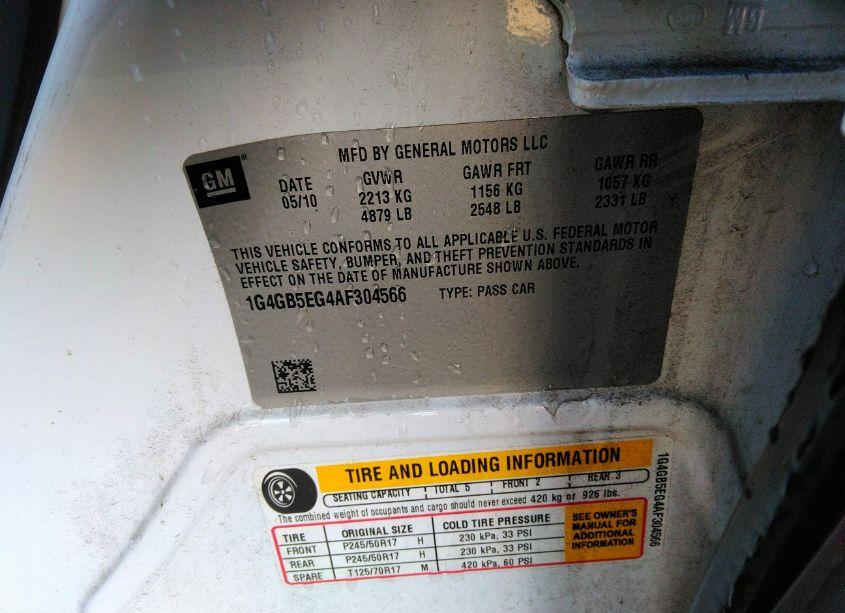 GM
MFD BY GENERAL MOTORS LLC
DATE GVWR GAWR FRT GAWR RR
05/10 2213 KG 1156 KG 1057 KG
4879 LB 2548 LB 2331 LB
THIS VEHICLE CONFORMS TO ALL APPLICABLE U.S. FEDERAL MOTOR
VEHICLE SAFETY, BUMPER, AND THEFT PREVENTION STANDARDS IN
EFFECT ON THE DATE OF MANUFACTURE SHOWN ABOVE.
1G4GB5EG4AF304566 TYPE: PASS CAR
TIRE AND LOADING INFORMATION
SEATING CAPACITY TOTAL 5 FRONT 2 REAR 3
The combined weight of occupants and cargo should never exceed 420 kg or 926 lbs.
TIRE ORIGINAL SIZE COLD TIRE PRESSURE
FRONT P245/50R17 H 230 kPa, 33 PSI
REAR P245/50R17 H 230 kPa, 33 PSI
SPARE T125/70R17 M 420 kPa, 60 PSI
SEE OWNER'S
MANUAL FOR
ADDITIONAL
INFORMATION
1G4GB5EG4AF304566